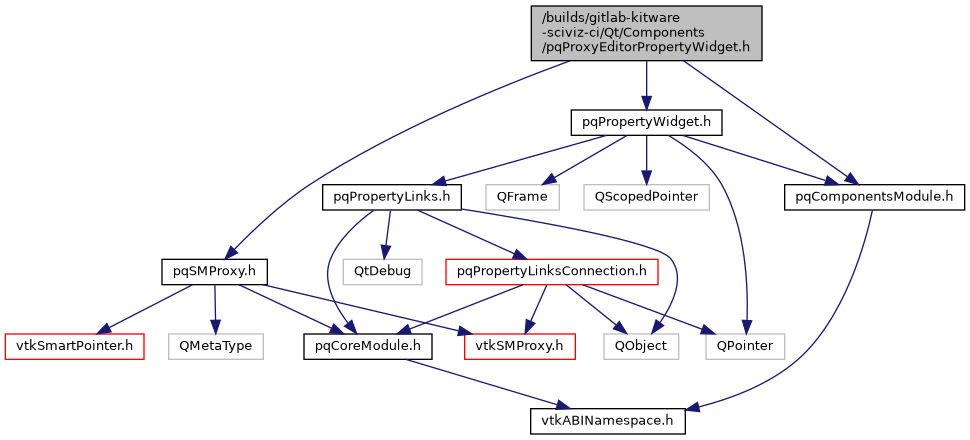 /builds/gitlab-kitware
-sciviz-ci/Qt/Components
/pqProxyEditorPropertyWidget.h
pqPropertyWidget.h
pqPropertyLinks.h
QFrame
QScopedPointer
pqComponentsModule.h
pqSMProxy.h
QtDebug
pqPropertyLinksConnection.h
vtkSmartPointer.h
QMetaType
pqCoreModule.h
vtkSMProxy.h
QObject
QPointer
vtkABINamespace.h